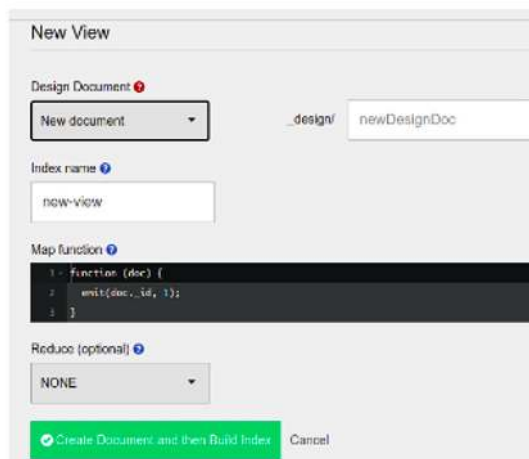 New View
Design Document
New document
_design/ newDesignDoc
Index name
new-view
Map function
1 function (doc) {
2 emit(doc._id, 1);
3 }
Reduce (optional)
NONE
Create Document and then Build Index Cancel